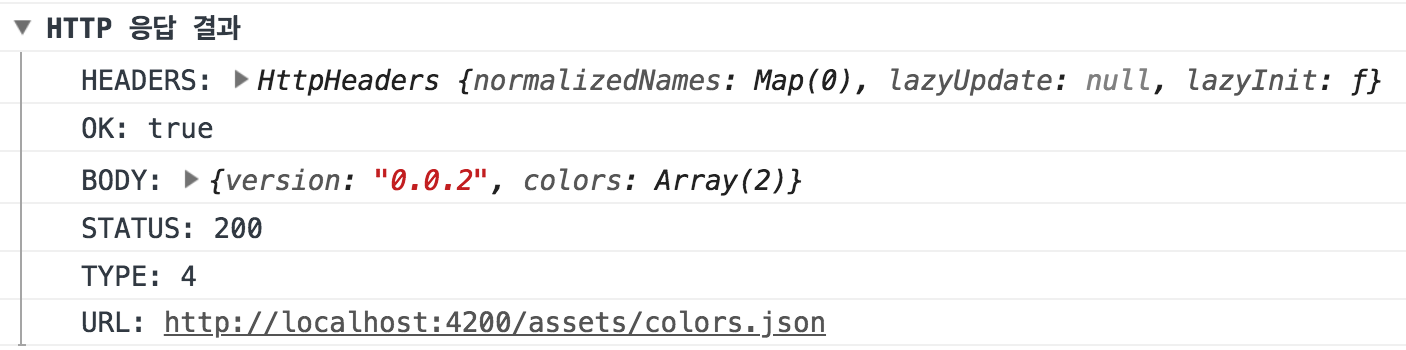 HTTP 응답 결과
HEADERS: HttpHeaders {normalizedNames: Map(0), lazyUpdate: null, lazyInit: ƒ}
OK: true
BODY: {version: "0.0.2", colors: Array(2)}
STATUS: 200
TYPE: 4
URL: http://localhost:4200/assets/colors.json